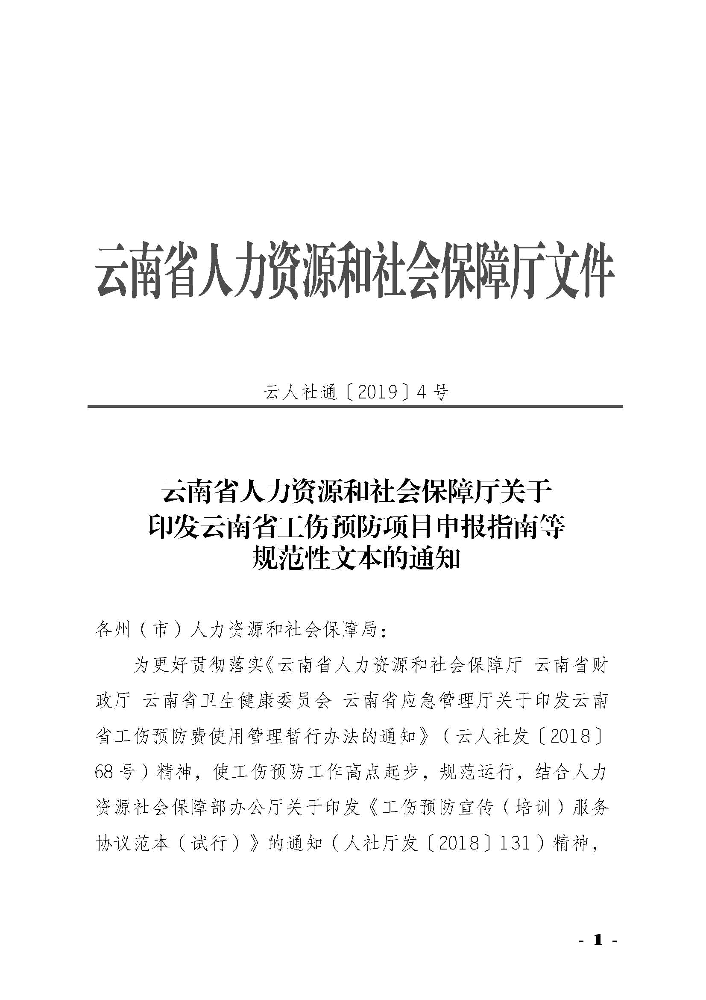 云南省人力资源和社会保障厅文件
云人社通〔2019〕4 号
云南省人力资源和社会保障厅关于
印发云南省工伤预防项目申报指南等
规范性文本的通知
各州（市）人力资源和社会保障局：
为更好贯彻落实《云南省人力资源和社会保障厅 云南省财
政厅 云南省卫生健康委员会 云南省应急管理厅关于印发云南
省工伤预防费使用管理暂行办法的通知》（云人社发〔2018〕
68 号）精神，使工伤预防工作高点起步，规范运行，结合人力
资源社会保障部办公厅关于印发《工伤预防宣传（培训）服务
协议范本（试行）》的通知（人社厅发〔2018〕131）精神，
- 1 -